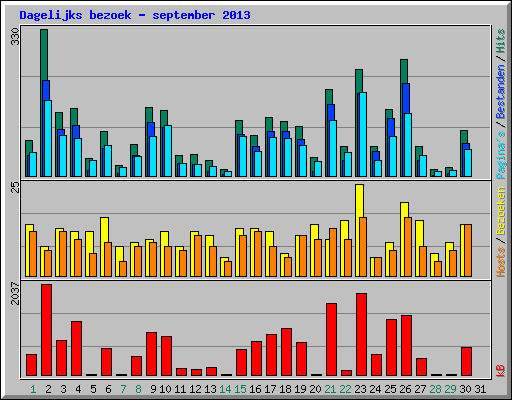 Dagelijks bezoek - september 2013
330
25
2037
Hosts / Bezoeken Pagina's / Bestanden / Hits
kB
1 2 3 4 5 6 7 8 9 10 11 12 13 14 15 16 17 18 19 20 21 22 23 24 25 26 27 28 29 30 31